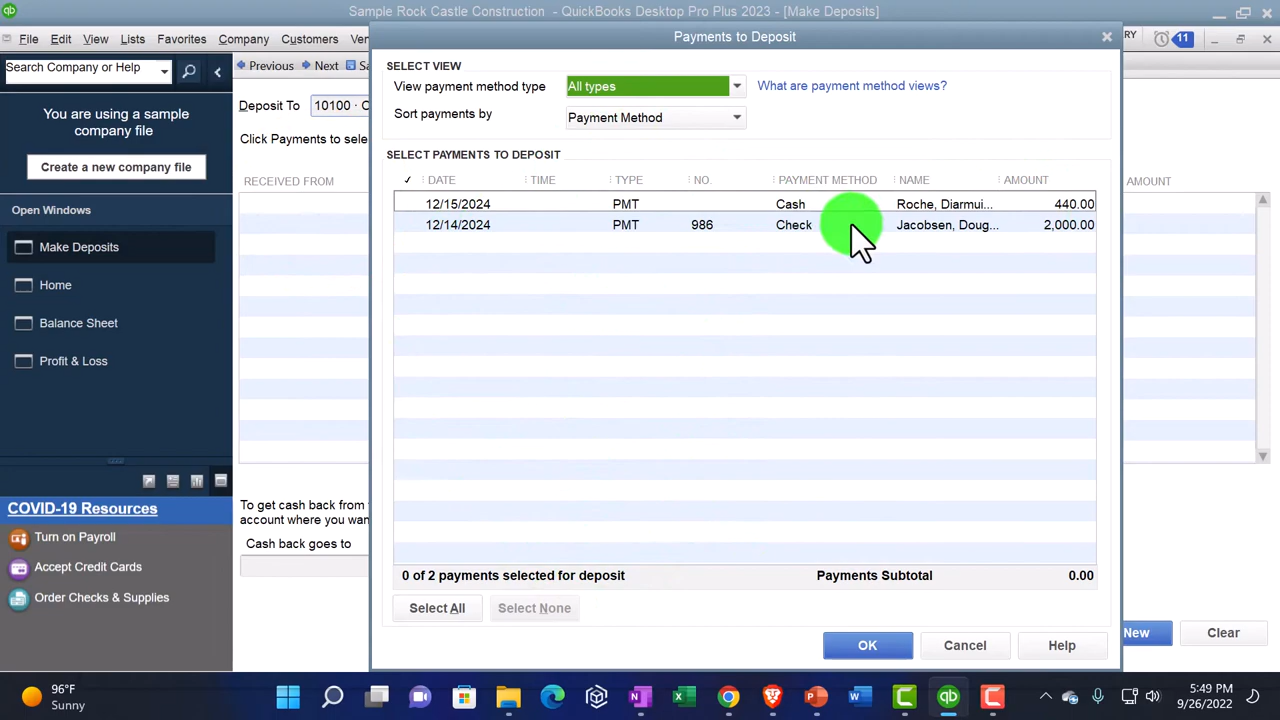 Sample Rock Castle Construction - QuickBooks Desktop Pro Plus 2023 - [Make Deposits]
File Edit View Lists Favorites Company Customers
Payments to Deposit
11
Search Company or Help
Previous Next
You are using a sample
company file
Create a new company file
Deposit To 10100 ·
Click Payments to
RECEIVED FROM
AMOUNT
Open Windows
Make Deposits
Home
Balance Sheet
Profit & Loss
SELECT VIEW
View payment method type All types What are payment method views?
Sort payments by Payment Method
SELECT PAYMENTS TO DEPOSIT
✓ DATE TIME TYPE NO. PAYMENT METHOD NAME AMOUNT
12/15/2024 PMT Cash Roche, Diarmui... 440.00
12/14/2024 PMT 986 Check Jacobsen, Doug... 2,000.00
0 of 2 payments selected for deposit Payments Subtotal 0.00
Select All Select None
OK Cancel Help
COVID-19 Resources
Turn on Payroll
Accept Credit Cards
Order Checks & Supplies
To get cash back from
account where you
Cash back goes to
New Clear
96°F
Sunny
5:49 PM
9/26/2022